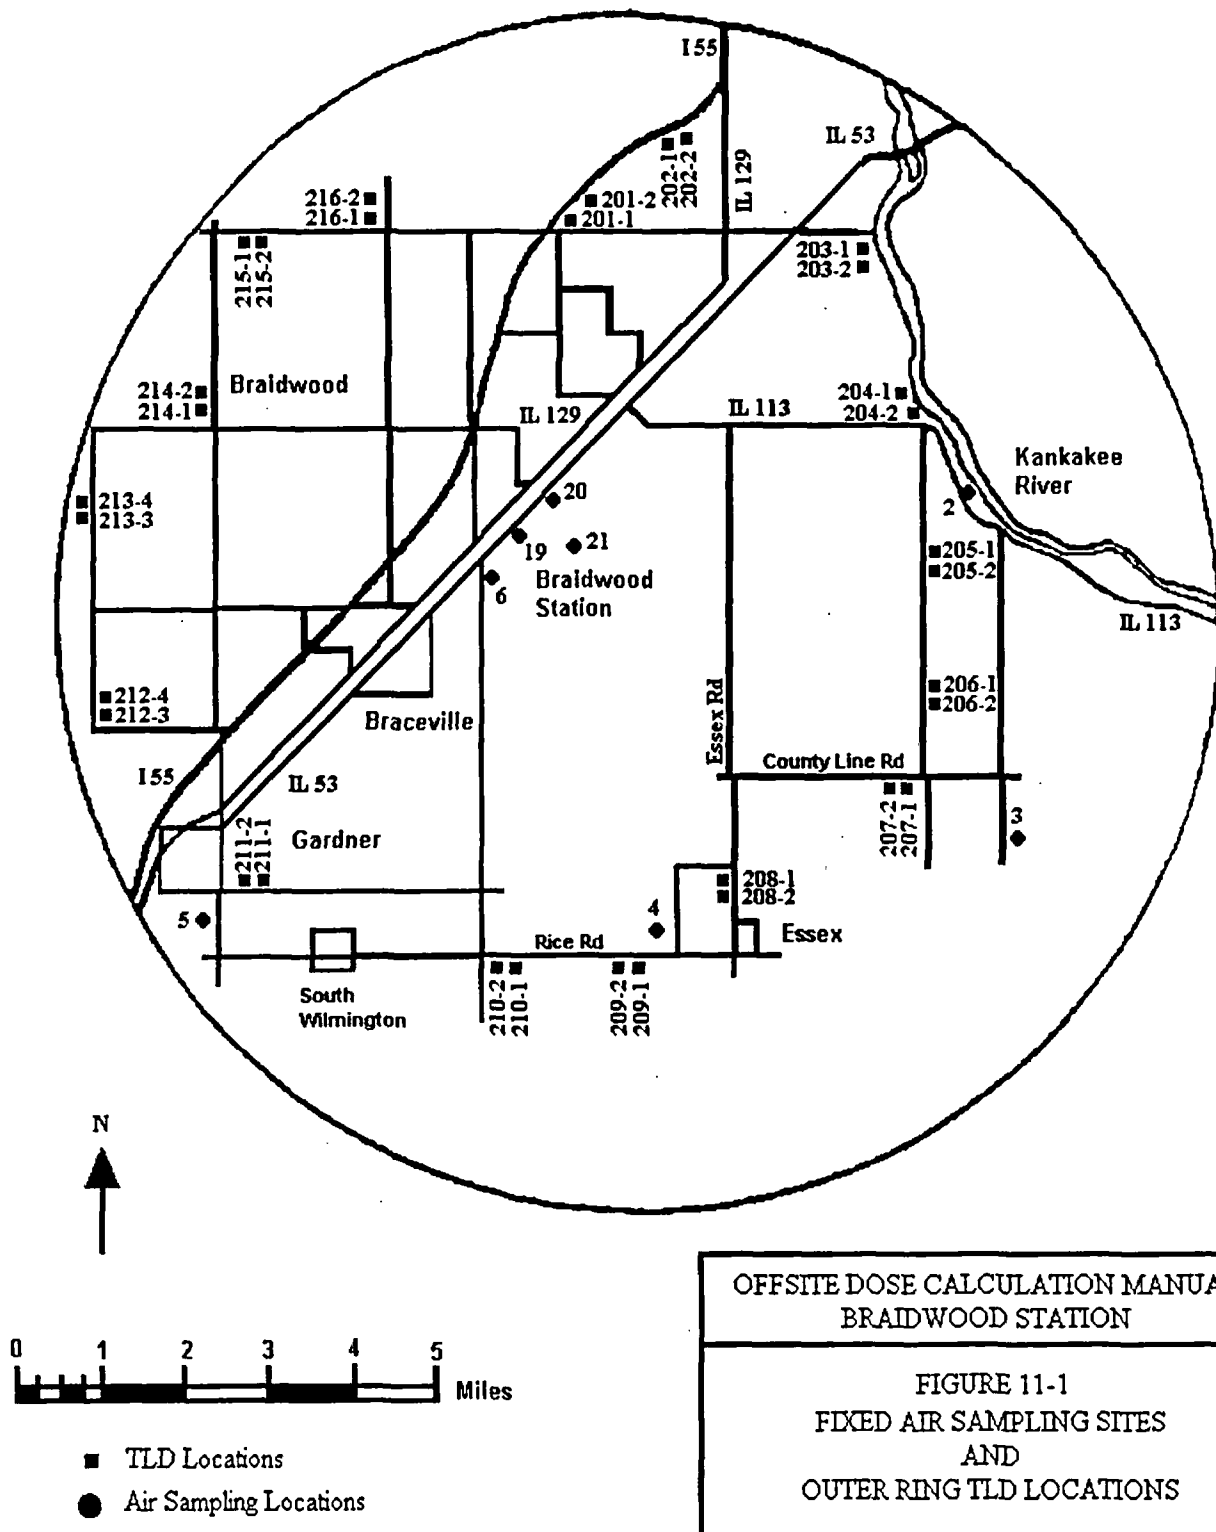 I 55
IL 53
IL 129
202-1
202-2
216-2
216-1
201-2
201-1
215-1
215-2
203-1
203-2
214-2
214-1
Braidwood
IL 129
IL 113
204-1
204-2
Kankakee
River
213-4
213-3
20
2
19
21
205-1
205-2
6
Braidwood
Station
IL 113
212-4
212-3
206-1
206-2
Braceville
Essex Rd
County Line Rd
I 55
IL 53
Gardner
211-2
211-1
207-2
207-1
3
208-1
208-2
5
4
Essex
Rice Rd
South
Wilmington
210-2
210-1
209-2
209-1
N
OFFSITE DOSE CALCULATION MANUA
BRAIDWOOD STATION
0 1 2 3 4 5
Miles
FIGURE 11-1
FIXED AIR SAMPLING SITES
AND
OUTER RING TLD LOCATIONS
TLD Locations
Air Sampling Locations